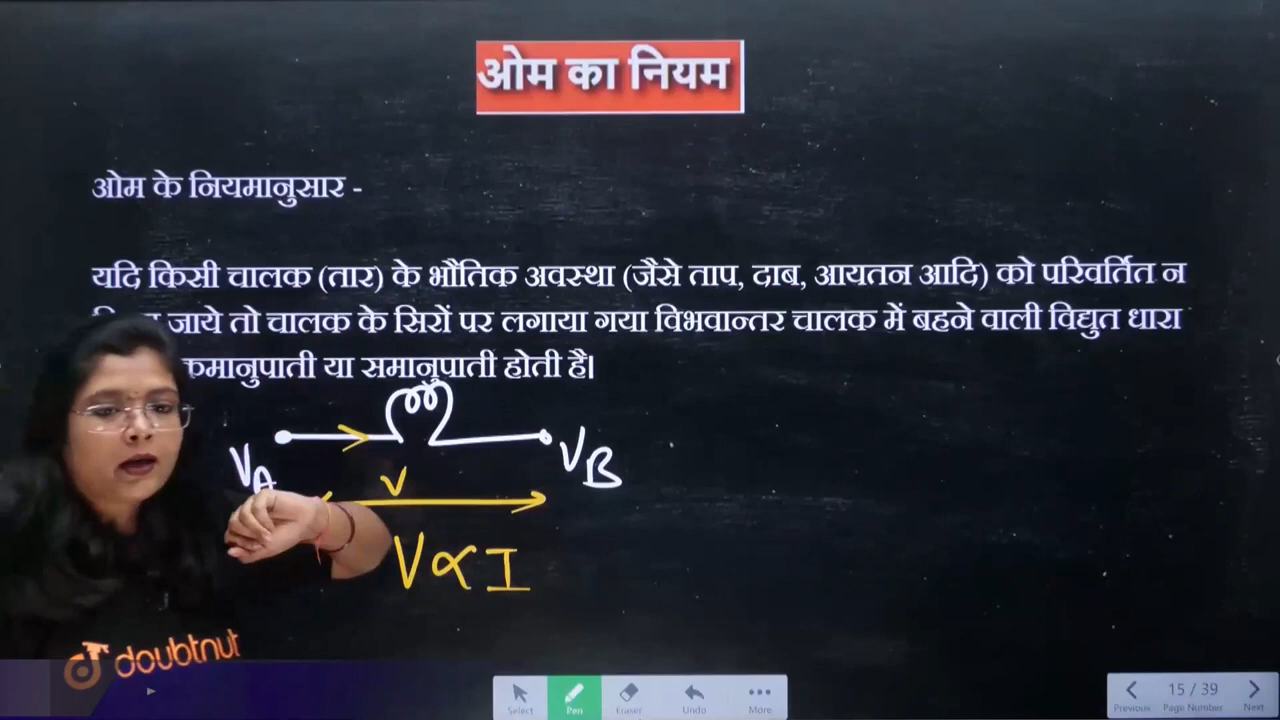 ओम का नियम
ओम के नियमानुसार -
यदि किसी चालक (तार) के भौतिक अवस्था (जैसे ताप, दाब, आयतन आदि) को परिवर्तित न
जाये तो चालक के सिरों पर लगाया गया विभवान्तर चालक में बहने वाली विद्युत धारा
या समानुपाती होती है।
VA
VB
V
V ∝ I
doubtnut
Select
Pen
Eraser
Undo
More
15 / 39
Previous
Page Number
Next